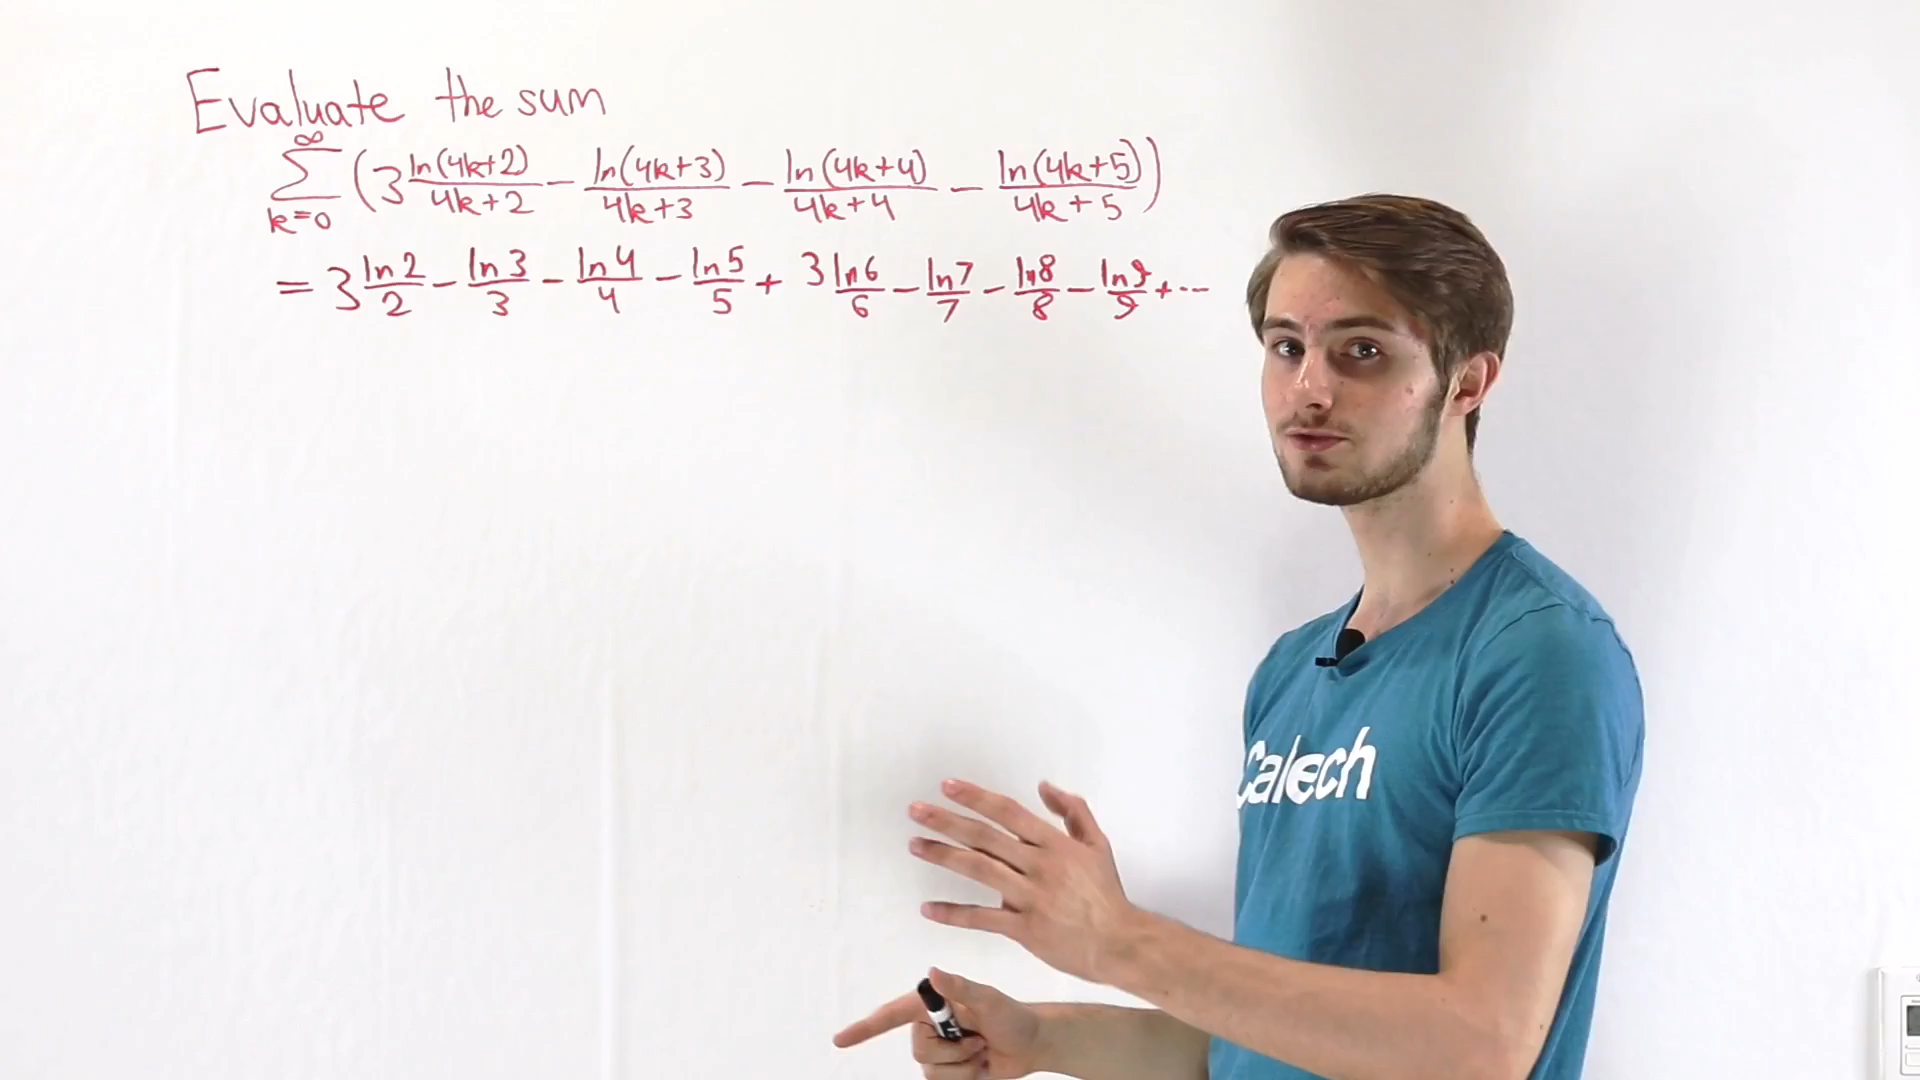 Evaluate the sum
∞ ∑ k=0 (3 ln(4k+2)/4k+2 − ln(4k+3)/4k+3 − ln(4k+4)/4k+4 − ln(4k+5)/4k+5)
= 3 ln2/2 − ln3/3 − ln4/4 − ln5/5 + 3 ln6/6 − ln7/7 − ln8/8 − ln9/9 + ...
Caltech